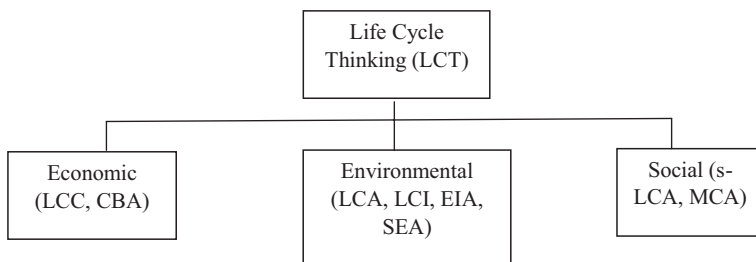 Life Cycle
Thinking (LCT)
Economic
(LCC, CBA)
Environmental
(LCA, LCI, EIA,
SEA)
Social (s-
LCA, MCA)